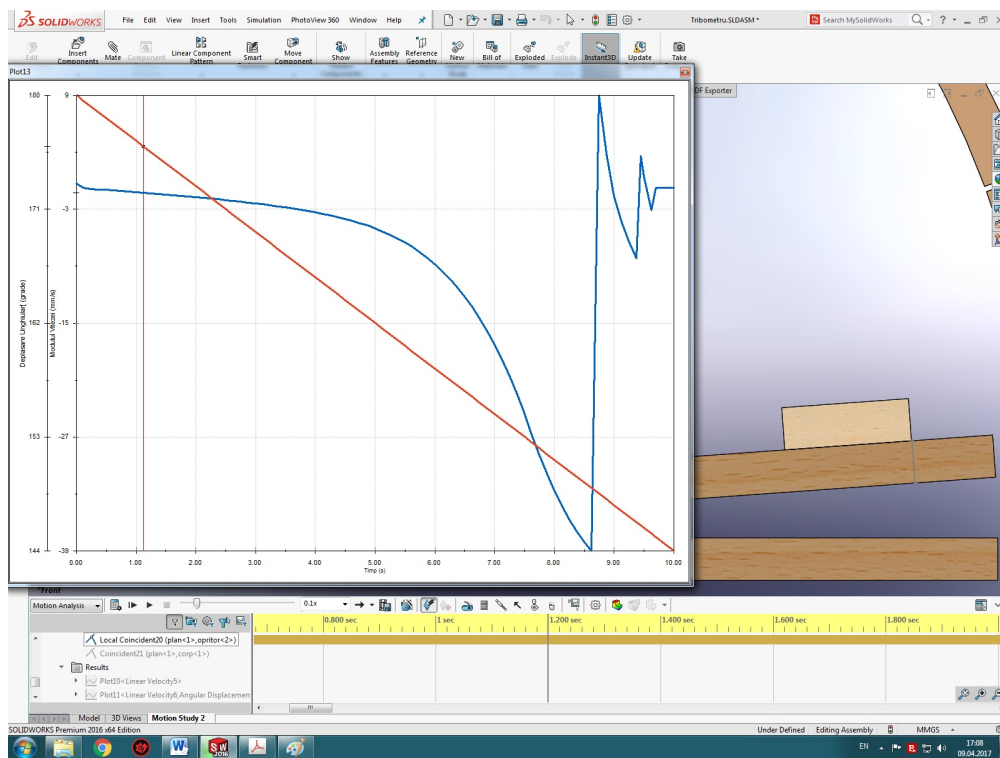 SOLIDWORKS File Edit View Insert Tools Simulation PhotoView 360 Window Help Tribometru.SLDASM * Search MySolidWorks
Edit Insert Components Mate Component Linear Component Pattern Smart Move Component Show Assembly Features Reference Geometry New Bill of Exploded Explode Instant3D Update Take
Plot13
DF Exporter
180 9
171 -3
162 -15
153 -27
144 -39
Modulul Vitezei (mm/s)
0.00 1.00 2.00 3.00 4.00 5.00 6.00 7.00 8.00 9.00 10.00
Timp (s)
*Front
Motion Analysis 0.1x
0.800 sec 1 sec 1.200 sec 1.400 sec 1.600 sec 1.800 sec
Local Coincident20 (plan<1>,opritor<2>)
Coincident21 (plan<1>,corp<1>)
Results
Plot10<Linear Velocity5>
Plot11<Linear Velocity6,Angular Displacemen
Model 3D Views Motion Study 2
SOLIDWORKS Premium 2016 x64 Edition Under Defined Editing Assembly MMGS
EN 17:08
09.04.2017